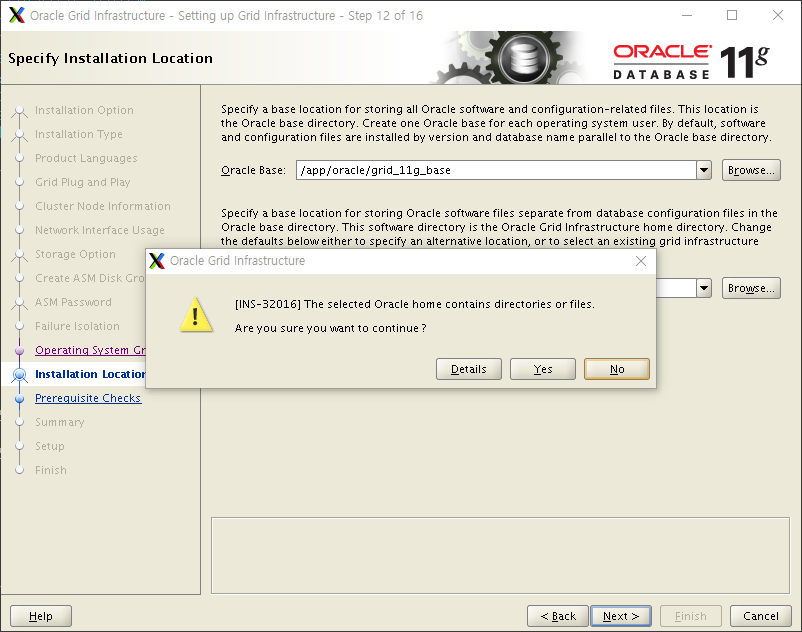 Oracle Grid Infrastructure - Setting up Grid Infrastructure - Step 12 of 16
Specify Installation Location
ORACLE
DATABASE 11g
Installation Option
Installation Type
Product Languages
Grid Plug and Play
Cluster Node Information
Network Interface Usage
Storage Option
Create ASM Disk Gro
ASM Password
Failure Isolation
Operating System Gr
Installation Location
Prerequisite Checks
Summary
Setup
Finish
Specify a base location for storing all Oracle software and configuration-related files. This location is
the Oracle base directory. Create one Oracle base for each operating system user. By default, software
and configuration files are installed by version and database name parallel to the Oracle base directory.
Oracle Base: /app/oracle/grid_11g_base Browse...
Specify a base location for storing Oracle software files separate from database configuration files in the
Oracle base directory. This software directory is the Oracle Grid Infrastructure home directory. Change
the defaults below either to specify an alternative location, or to select an existing grid infrastructure
Browse...
Oracle Grid Infrastructure
[INS-32016] The selected Oracle home contains directories or files.
Are you sure you want to continue?
Details Yes No
Help < Back Next > Finish Cancel